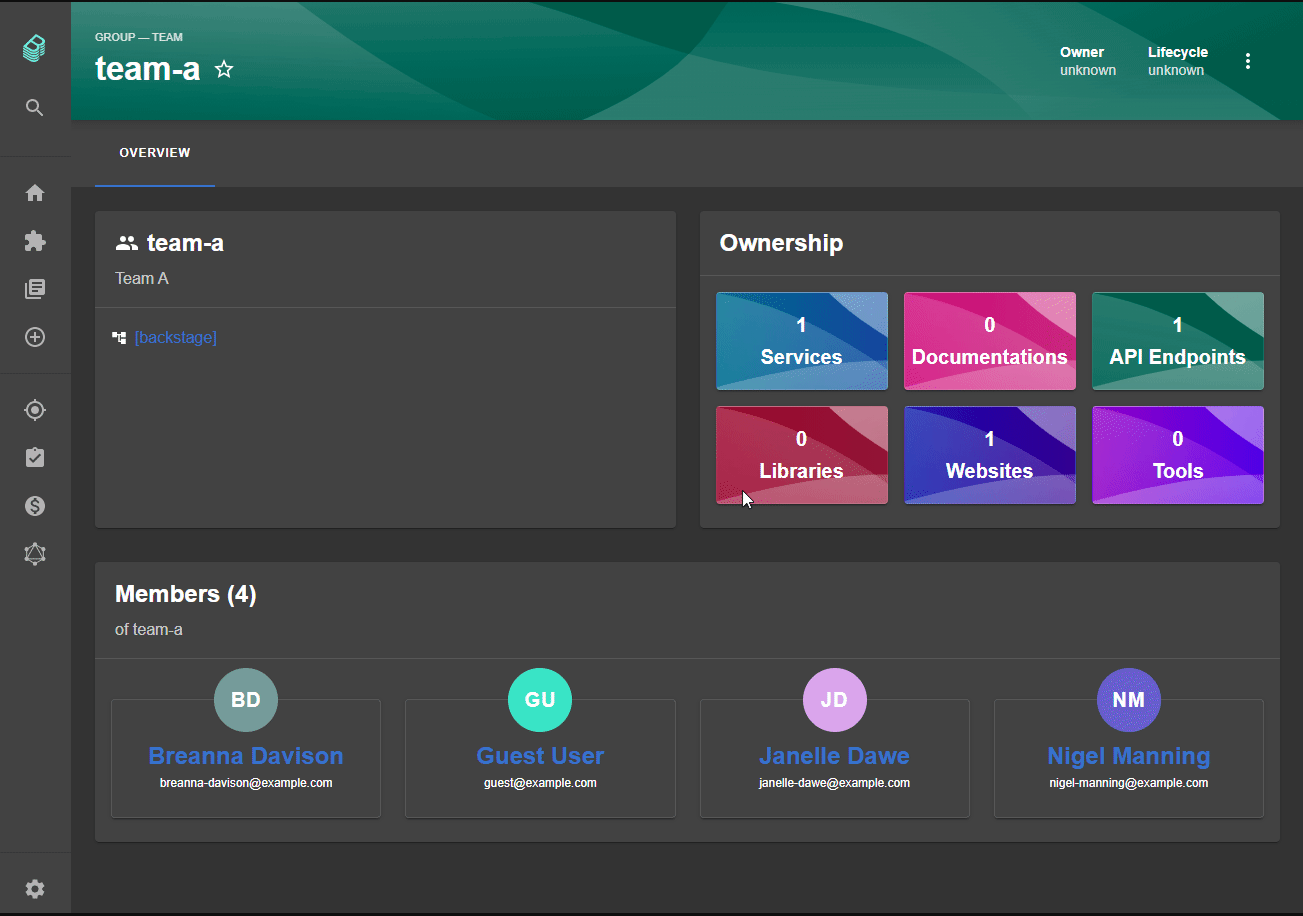 GROUP — TEAM
team-a
Owner
unknown
Lifecycle
unknown
OVERVIEW
team-a
Team A
[backstage]
Ownership
1
Services
0
Documentations
1
API Endpoints
0
Libraries
1
Websites
0
Tools
Members (4)
of team-a
BD
Breanna Davison
breanna-davison@example.com
GU
Guest User
guest@example.com
JD
Janelle Dawe
janelle-dawe@example.com
NM
Nigel Manning
nigel-manning@example.com